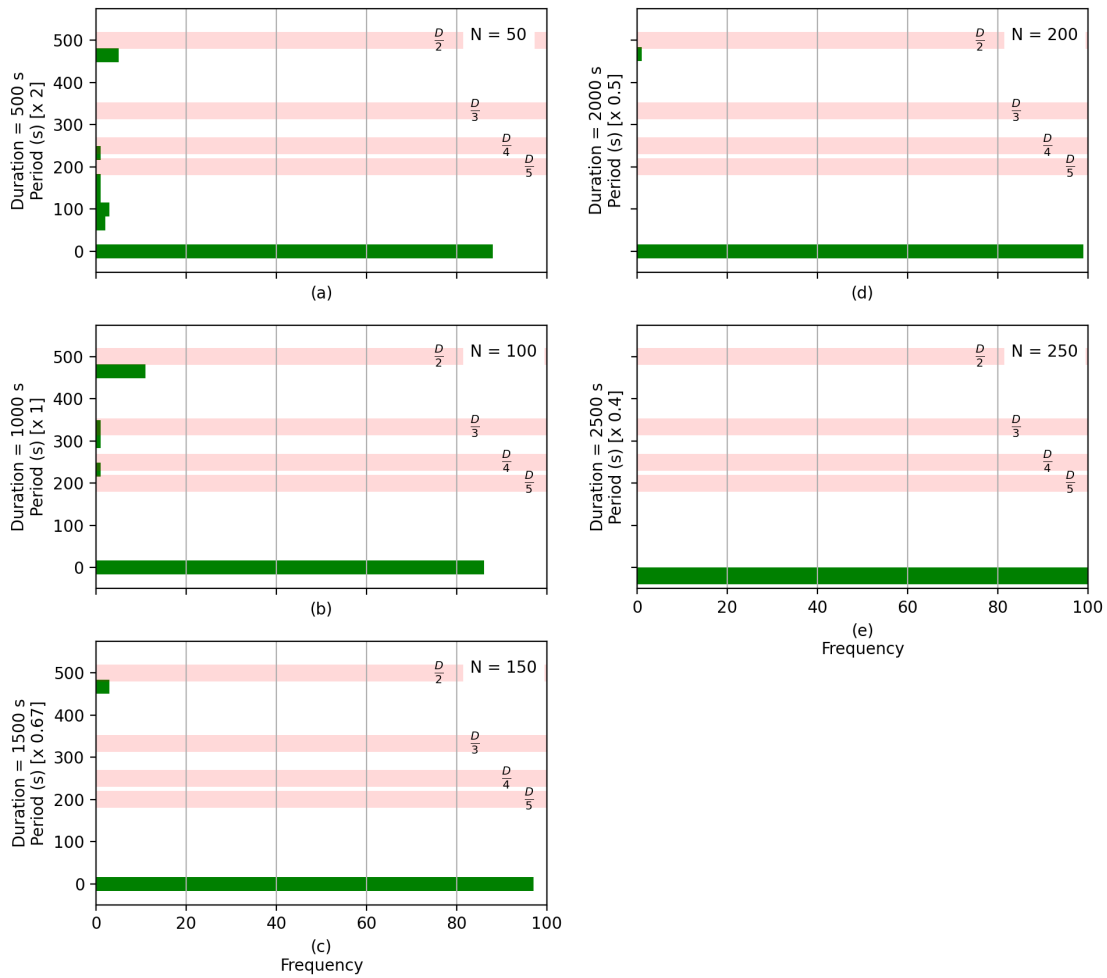 Duration = 500 s
Period (s) [x 2]
500
400
300
200
100
0
D/2
N = 50
D/3
D/4
D/5
(a)
Duration = 2000 s
Period (s) [x 0.5]
D/2
N = 200
D/3
D/4
D/5
(d)
Duration = 1000 s
Period (s) [x 1]
500
400
300
200
100
0
D/2
N = 100
D/3
D/4
D/5
(b)
Duration = 2500 s
Period (s) [x 0.4]
D/2
N = 250
D/3
D/4
D/5
0 20 40 60 80 100
(e)
Frequency
Duration = 1500 s
Period (s) [x 0.67]
500
400
300
200
100
0
D/2
N = 150
D/3
D/4
D/5
0 20 40 60 80 100
(c)
Frequency